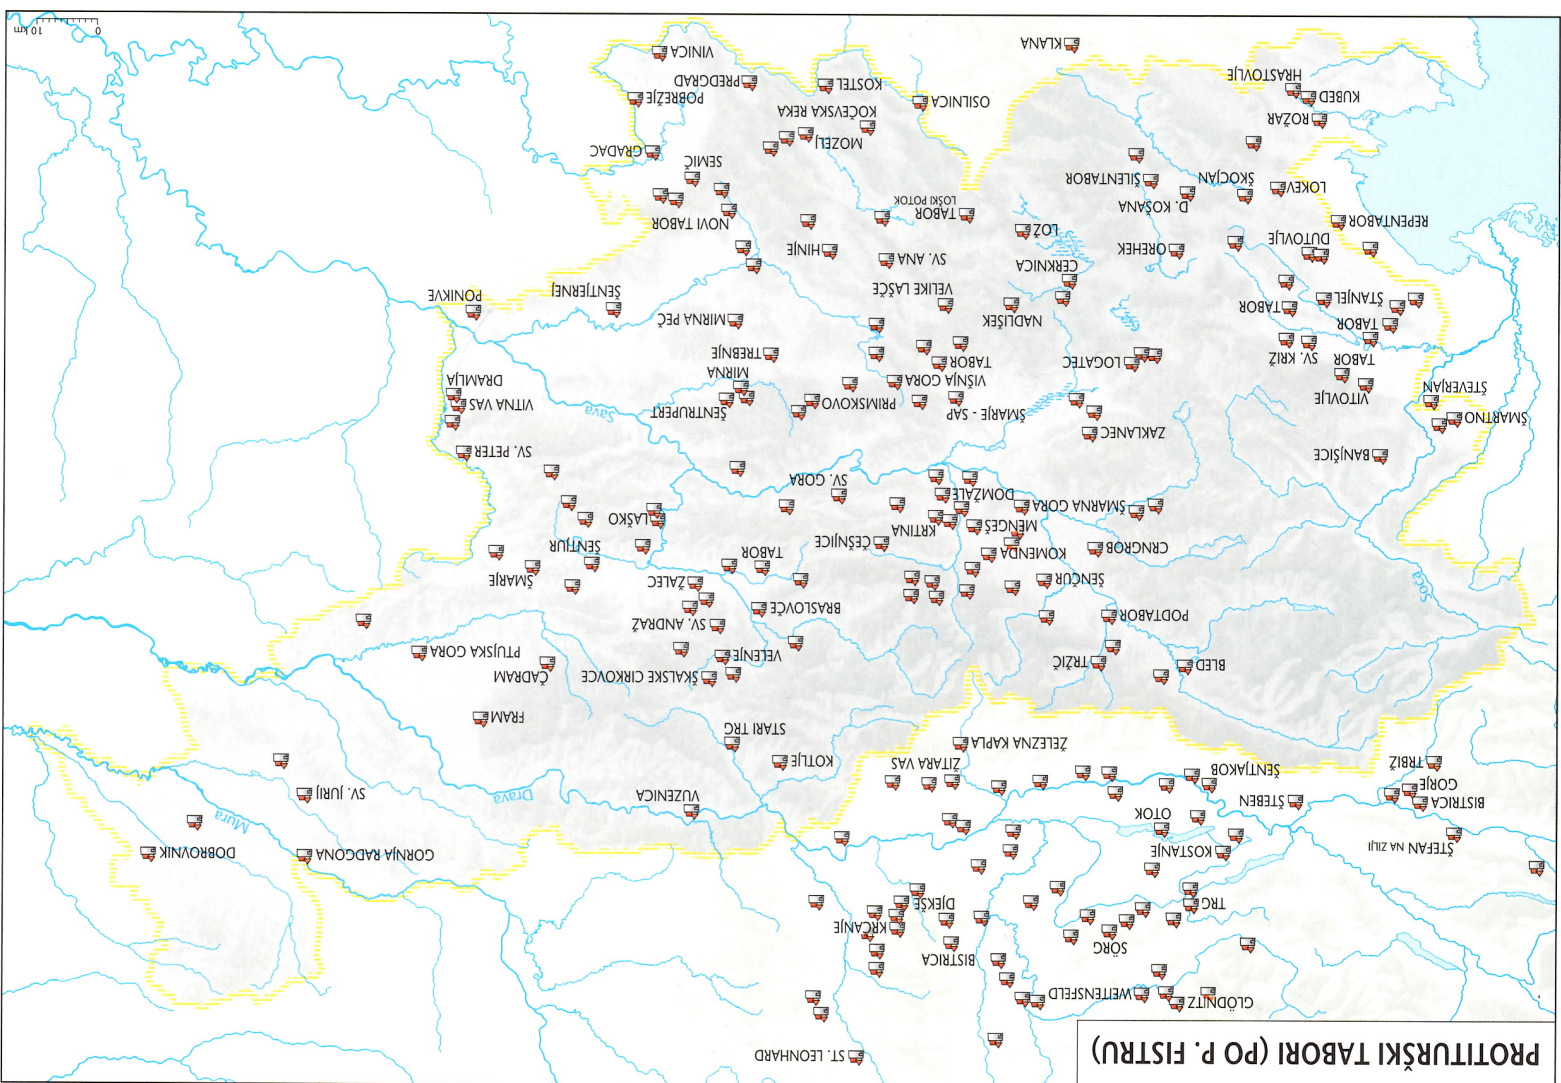 PROTITURŠKI TABORI (PO P. FISTRU)
ST. LEONHARD
GLÖDNITZ
WEITENSFELD
SÖRG
BISTRICA
KRČANJE
DJEKŠE
TRG
ŠTEFAN NA ZILJI
KOSTANJE
OTOK
BISTRICA
GORJE
TRBIŽ
ŠTEBEN
ŠENTJAKOB
ŽITARA VAS
ŽELEZNA KAPLA
GORNJA RADGONA
DOBROVNIK
Mura
SV. JURIJ
Drava
VUZENICA
KOTLJE
STARI TRG
FRAM
BLED
TRŽIČ
PODTABOR
ŠKALSKE CIRKOVCE
VELENJE
ČADRAM
PTUJSKA GORA
SV. ANDRAŽ
BRASLOVČE
ŽALEC
TABOR
ŠMARJE
ŠENTJUR
LAŠKO
Soča
ŠENČUR
CRNGROB
KOMENDA
MENGEŠ
ČEŠNJICE
KRTINA
ŠMARNA GORA
DOMŽALE
SV. GORA
SV. PETER
BANJŠICE
ZAKLANEC
ŠMARTNO
ŠTEVERJAN
VITOVLJE
ŠMARJE - SAP
PRIMSKOVO
ŠENTRUPERT
Sava
VITNA VAS
DRAMLJA
VIŠNJA GORA
MIRNA
TABOR
SV. KRIŽ
LOGATEC
TABOR
TREBNJE
TABOR
TABOR
NADLIŠEK
MIRNA PEČ
ŠTANJEL
VELIKE LAŠČE
ŠENTJERNEJ
PONIKVE
CERKNICA
SV. ANA
HINJE
DUTOVLJE
OREHEK
LOŽ
REPENTABOR
D. KOŠANA
TABOR
LOŠKI POTOK
NOVI TABOR
LOKEV
ŠKOCJAN
ŠILENTABOR
SEMIČ
GRADAC
MOZELJ
ROŽAR
KOČEVSKA REKA
KUBED
OSILNICA
KOSTEL
POBREŽJE
PREDGRAD
HRASTOVLJE
KLANA
VINICA
0 10 km